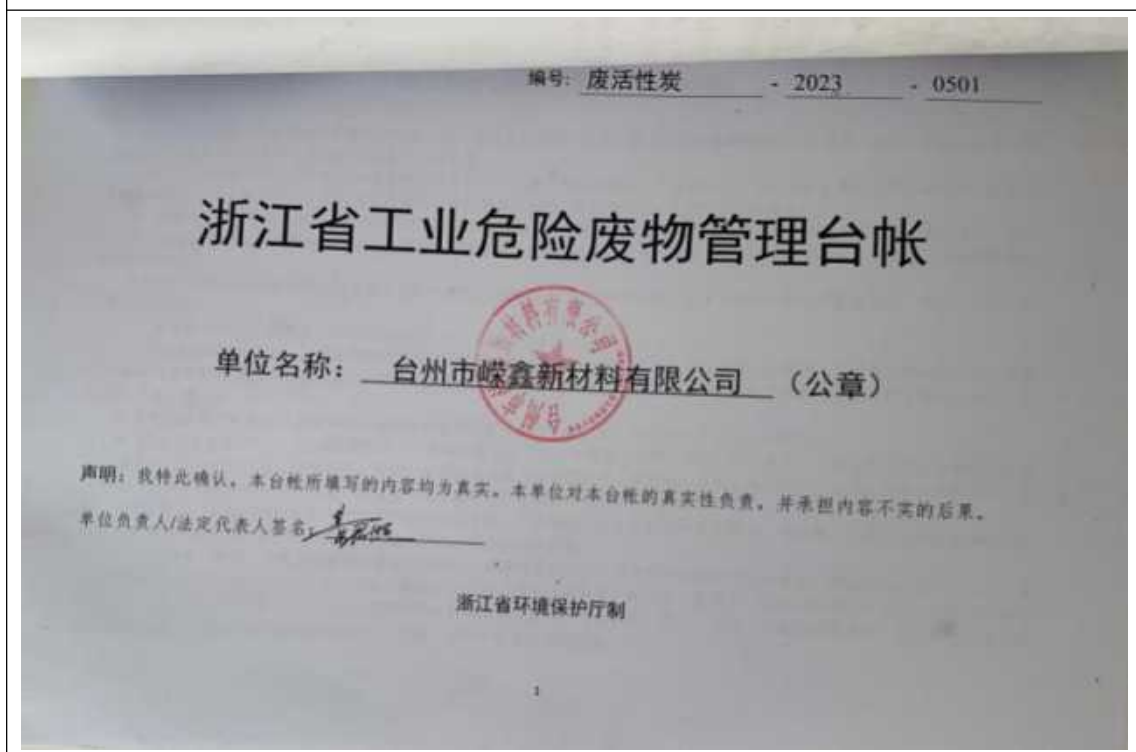 编号: 废活性炭 - 2023 - 0501
浙江省工业危险废物管理台帐
单位名称: 台州市嵘鑫新材料有限公司 (公章)
声明: 我特此确认, 本台帐所填写的内容均为真实。本单位对本台帐的真实性负责, 并承担内容不实的后果。
单位负责人/法定代表人签名:
浙江省环境保护厅制
1